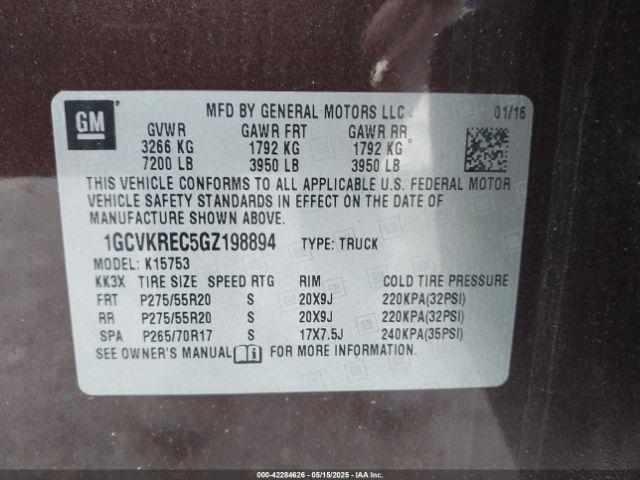 GM
MFD BY GENERAL MOTORS LLC 01/16
GVWR GAWR FRT GAWR RR
3266 KG 1792 KG 1792 KG
7200 LB 3950 LB 3950 LB
THIS VEHICLE CONFORMS TO ALL APPLICABLE U.S. FEDERAL MOTOR
VEHICLE SAFETY STANDARDS IN EFFECT ON THE DATE OF
MANUFACTURE SHOWN ABOVE.
1GCVKREC5GZ198894 TYPE: TRUCK
MODEL: K15753
KK3X TIRE SIZE SPEED RTG RIM COLD TIRE PRESSURE
FRT P275/55R20 S 20X9J 220KPA(32PSI)
RR P275/55R20 S 20X9J 220KPA(32PSI)
SPA P265/70R17 S 17X7.5J 240KPA(35PSI)
SEE OWNER'S MANUAL FOR MORE INFORMATION.
000-42284626 - 05/15/2025 - IAA Inc.